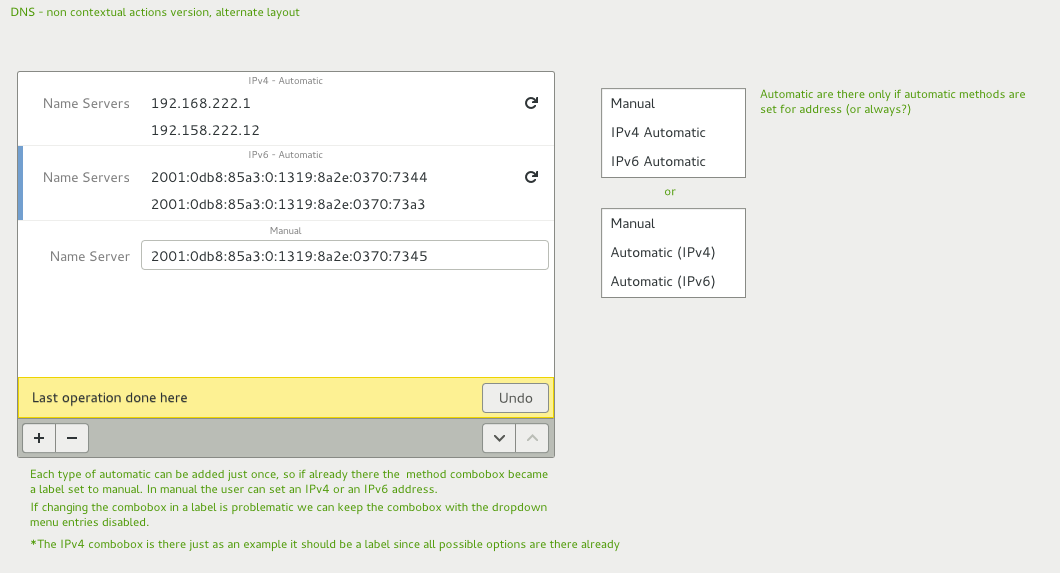 DNS - non contextual actions version, alternate layout
IPv4 - Automatic
Name Servers 192.168.222.1
192.158.222.12
IPv6 - Automatic
Name Servers 2001:0db8:85a3:0:1319:8a2e:0370:7344
2001:0db8:85a3:0:1319:8a2e:0370:73a3
Manual
Name Server 2001:0db8:85a3:0:1319:8a2e:0370:7345
Last operation done here Undo
Manual
IPv4 Automatic
IPv6 Automatic
or
Manual
Automatic (IPv4)
Automatic (IPv6)
Automatic are there only if automatic methods are
set for address (or always?)
Each type of automatic can be added just once, so if already there the method combobox became
a label set to manual. In manual the user can set an IPv4 or an IPv6 address.
If changing the combobox in a label is problematic we can keep the combobox with the dropdown
menu entries disabled.
*The IPv4 combobox is there just as an example it should be a label since all possible options are there already